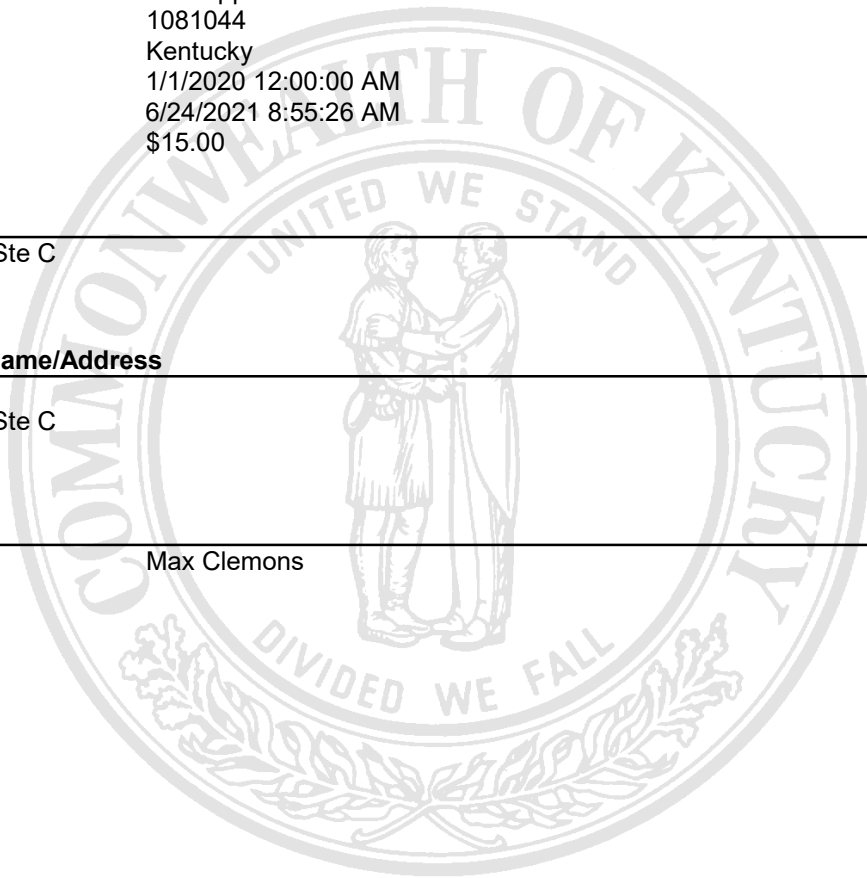 1081044
Kentucky
1/1/2020 12:00:00 AM
6/24/2021 8:55:26 AM
$15.00
Ste C
ame/Address
Ste C
Max Clemons
COMMONWEALTH OF KENTUCKY
UNITED WE STAND
DIVIDED WE FALL